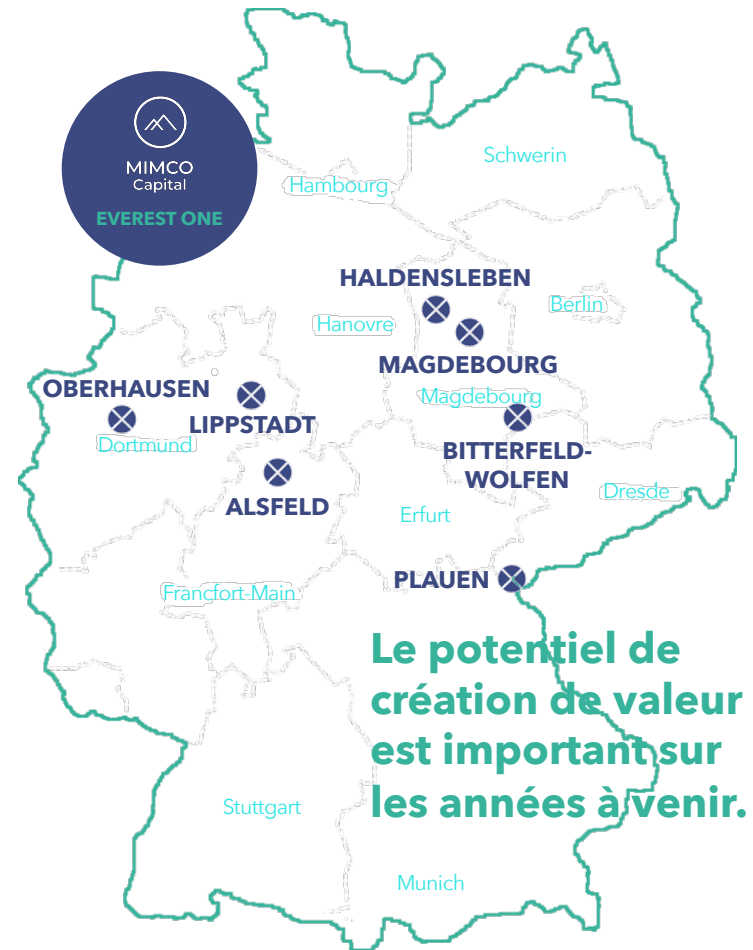 MIMCO
Capital
EVEREST ONE
Schwerin
Hambourg
HALDENSLEBEN
Berlin
Hanovre
MAGDEBOURG
OBERHAUSEN
Magdebourg
LIPPSTADT
Dortmund
BITTERFELD-
WOLFEN
Dresde
ALSFELD
Erfurt
PLAUEN
Francfort-Main
Le potentiel de
création de valeur
est important sur
les années à venir.
Stuttgart
Munich